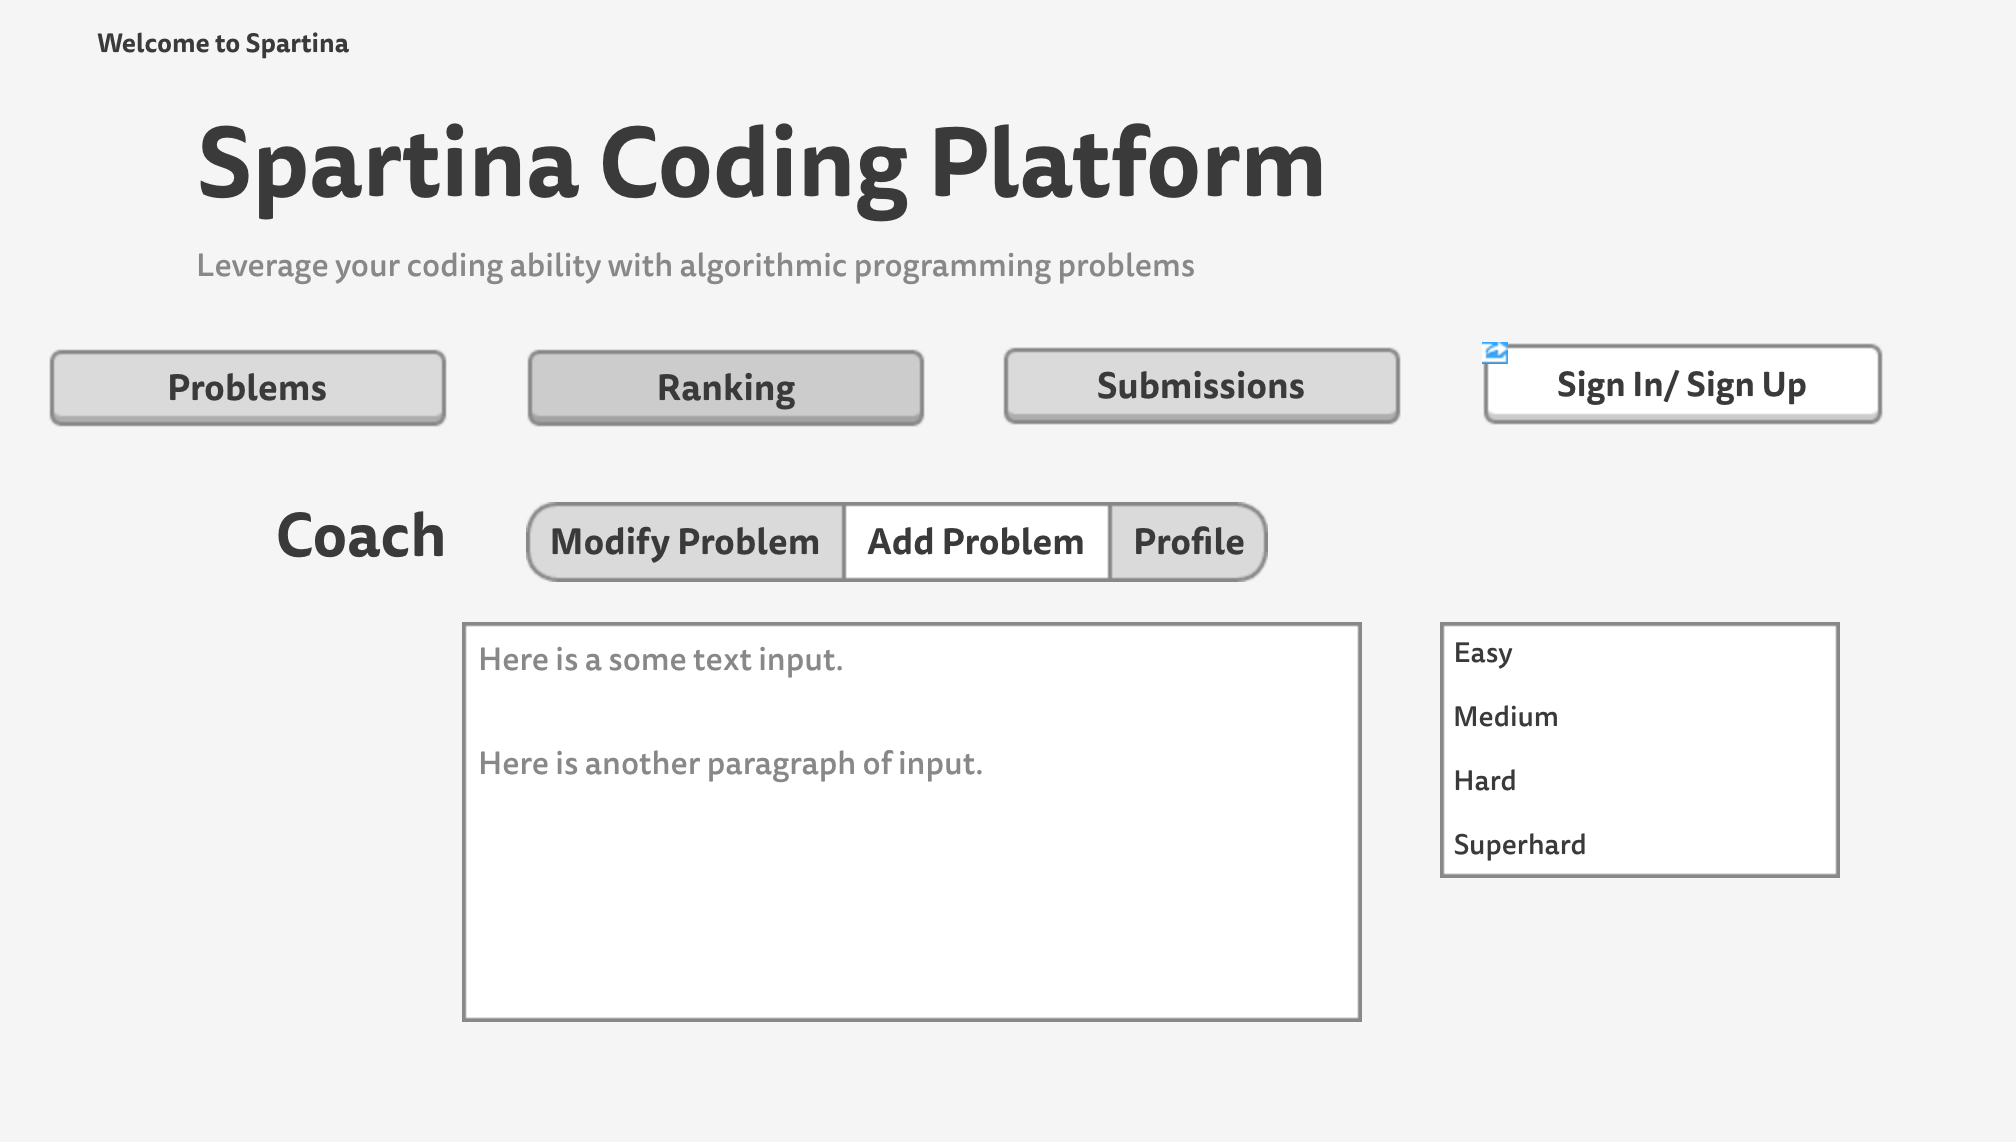 Welcome to Spartina
Spartina Coding Platform
Leverage your coding ability with algorithmic programming problems
Problems
Ranking
Submissions
Sign In/ Sign Up
Coach
Modify Problem
Add Problem
Profile
Here is a some text input.
Here is another paragraph of input.
Easy
Medium
Hard
Superhard